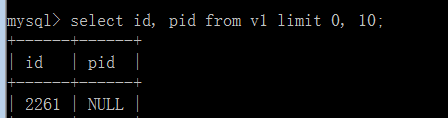 mysql> select id, pid from v1 limit 0, 10;
+------+------+
| id   | pid  |
+------+------+
| 2261 | NULL |